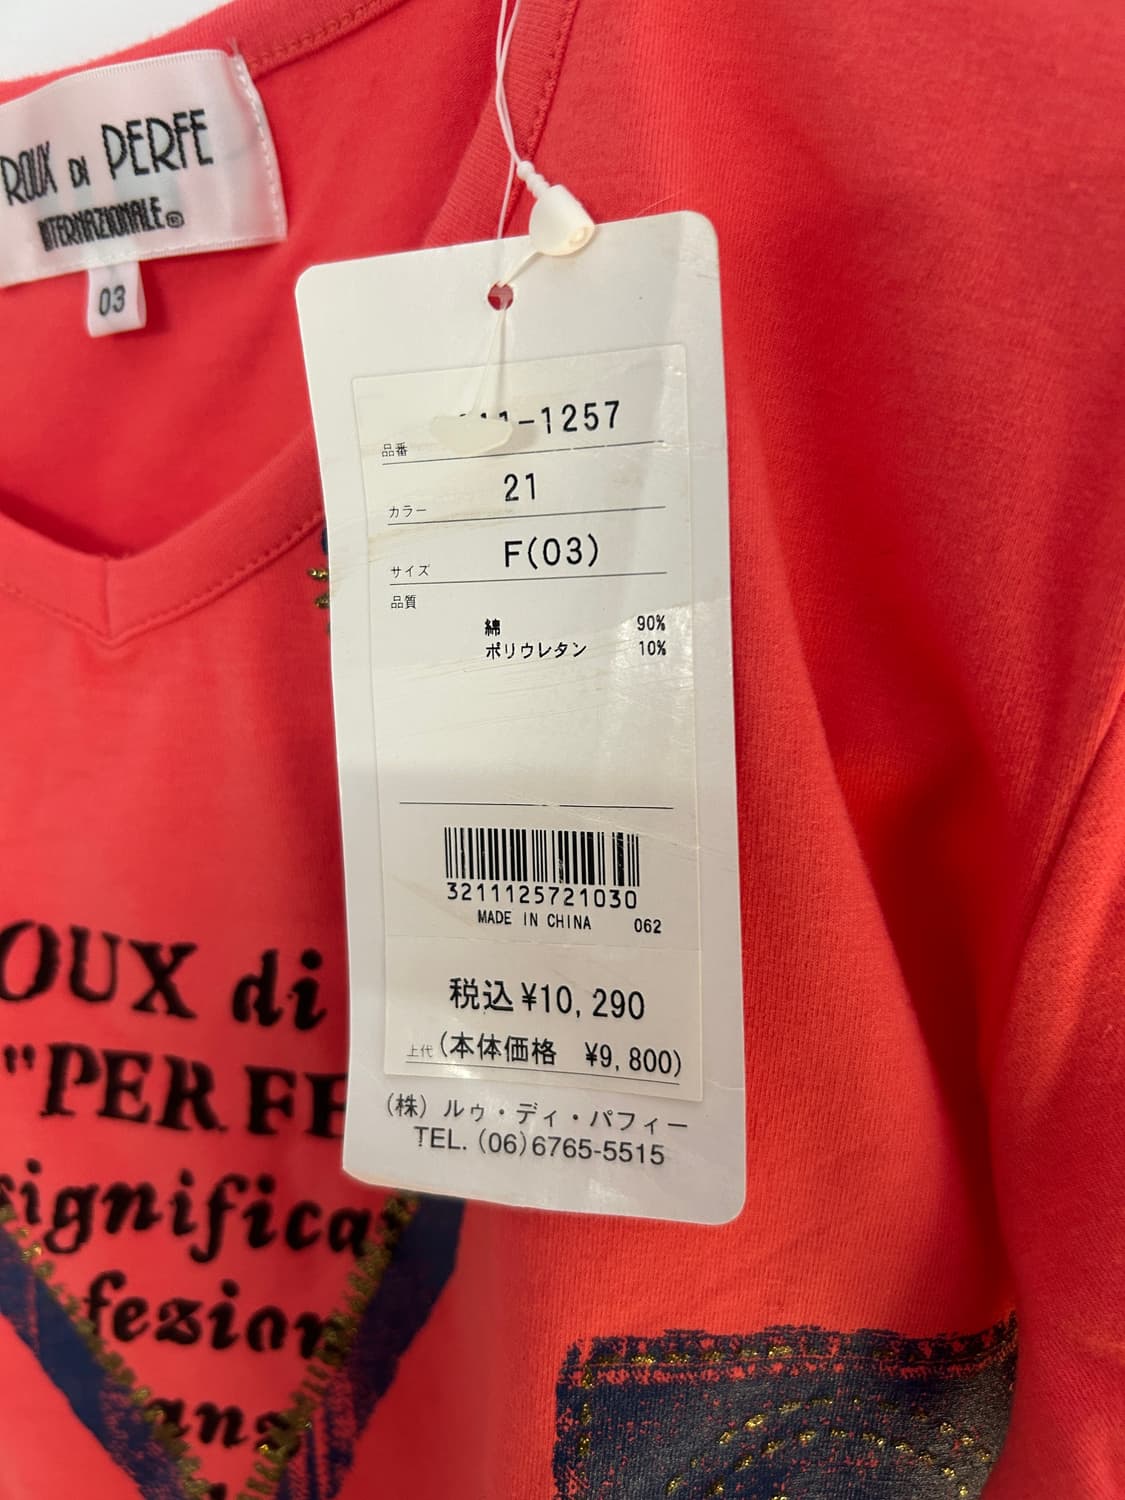 ROUX DI PERFE
INTERNAZIONALE©
03
-1257
品番
21
カラー
F(03)
サイズ
品質
綿 90%
ポリウレタン 10%
3211125721030
MADE IN CHINA 062
税込¥10,290
上代(本体価格 ¥9,800)
(株)ルゥ・ディ・パフィー
TEL.(06)6765-5515
OUX di
"PERFE
significa
fezion
ans